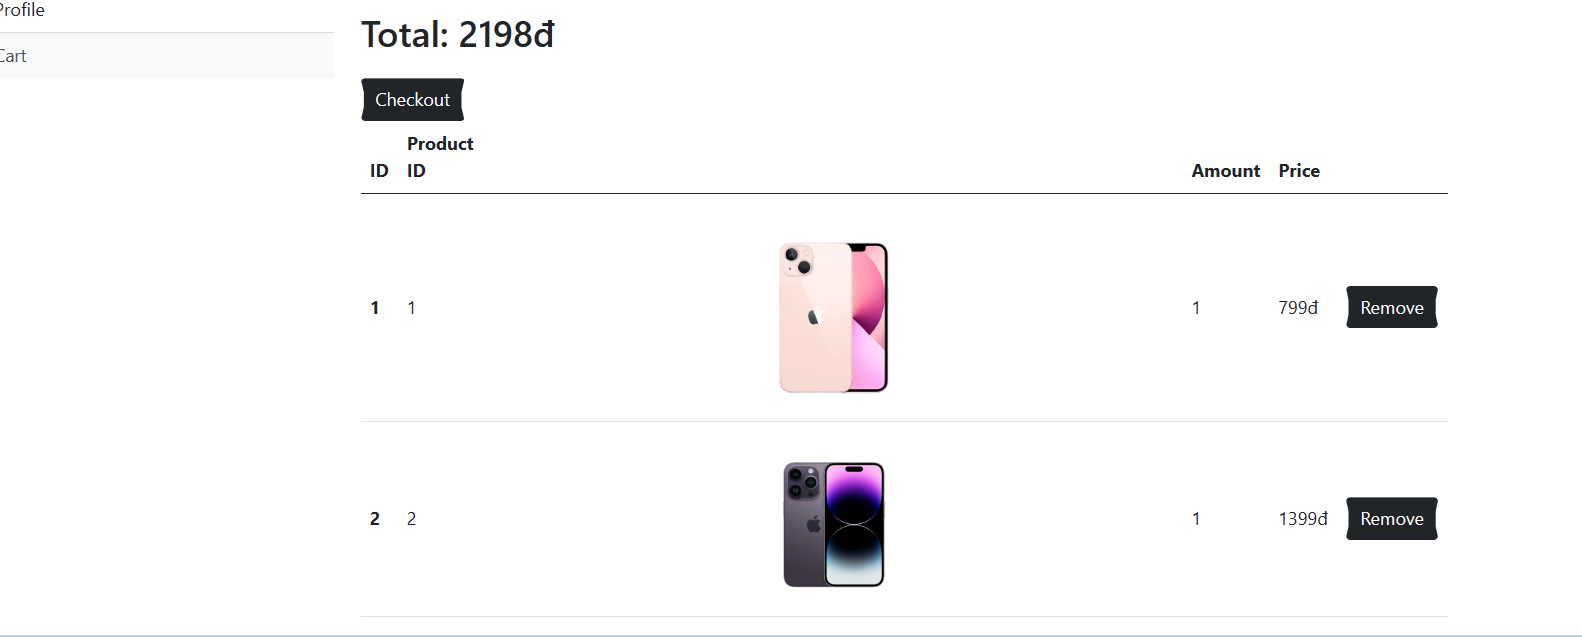 Profile
Cart
Total: 2198đ
Checkout
Product
ID ID Amount Price
1 1 1 799đ Remove
2 2 1 1399đ Remove